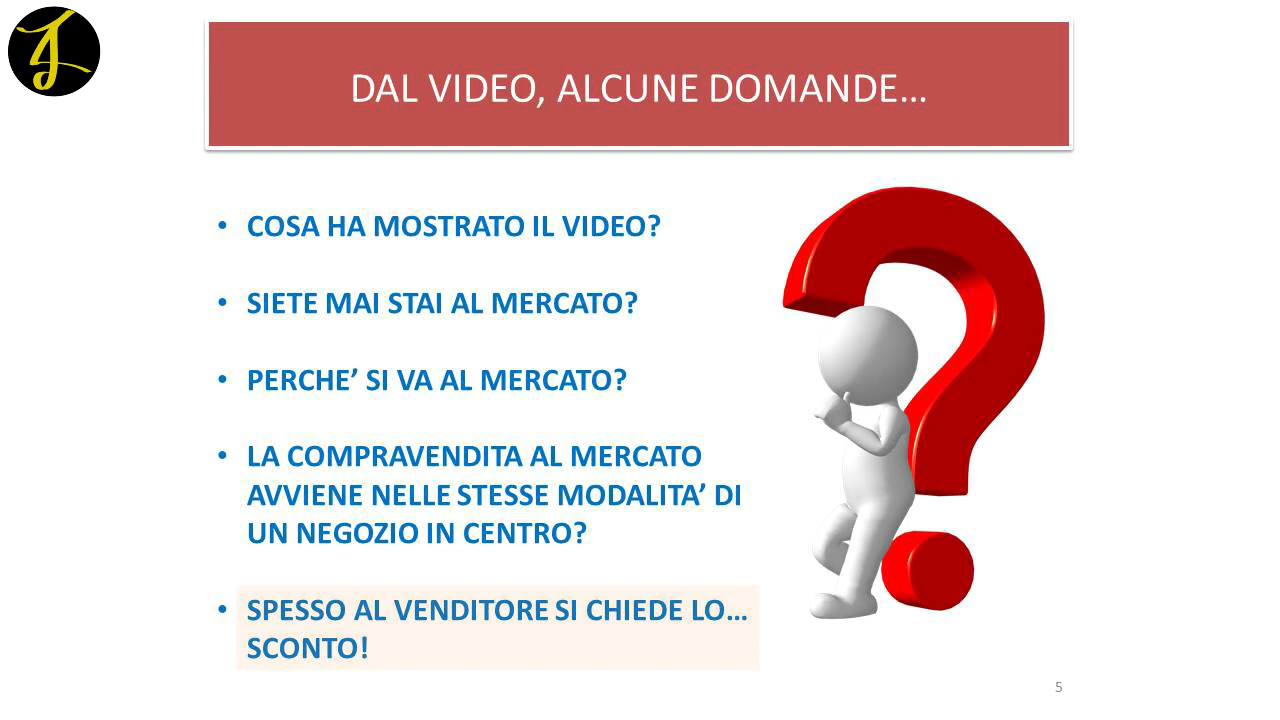 DAL VIDEO, ALCUNE DOMANDE…
• COSA HA MOSTRATO IL VIDEO?
• SIETE MAI STAI AL MERCATO?
• PERCHE’ SI VA AL MERCATO?
• LA COMPRAVENDITA AL MERCATO
AVVIENE NELLE STESSE MODALITA’ DI
UN NEGOZIO IN CENTRO?
• SPESSO AL VENDITORE SI CHIEDE LO…
SCONTO!
5